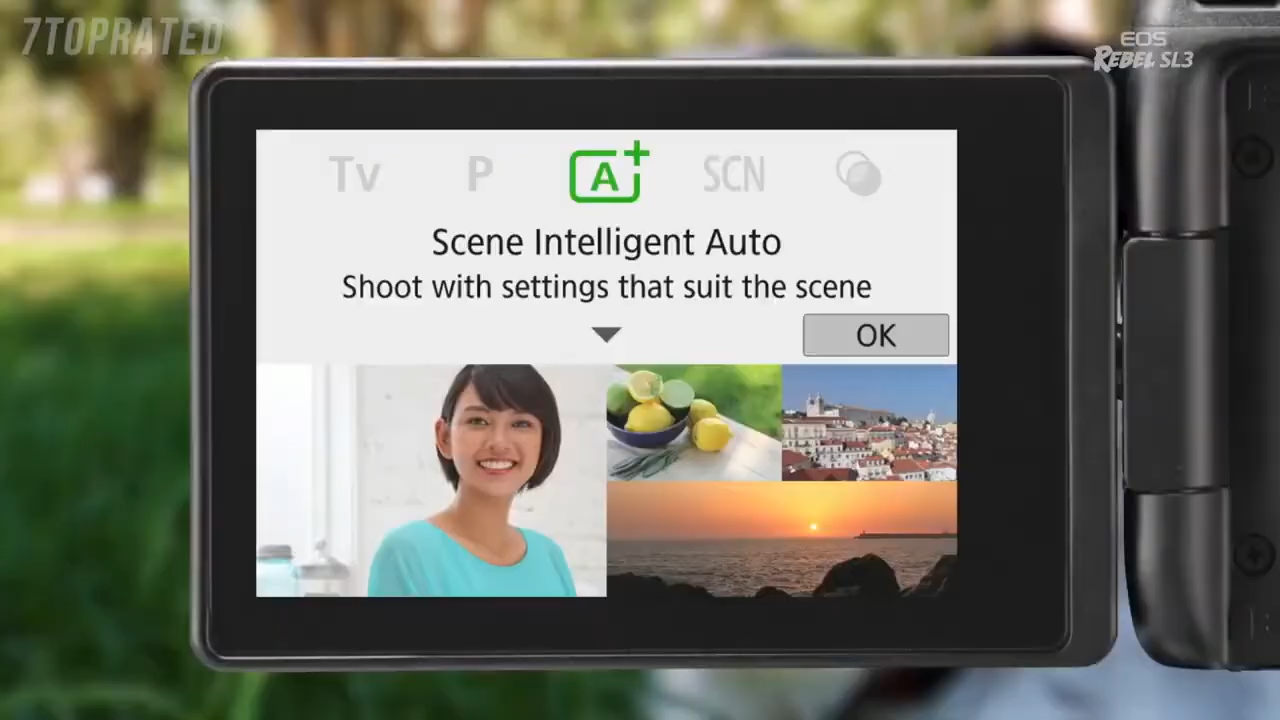 7TOPRATED
EOS
REBEL SL3
Tv P A+ SCN
Scene Intelligent Auto
Shoot with settings that suit the scene
OK